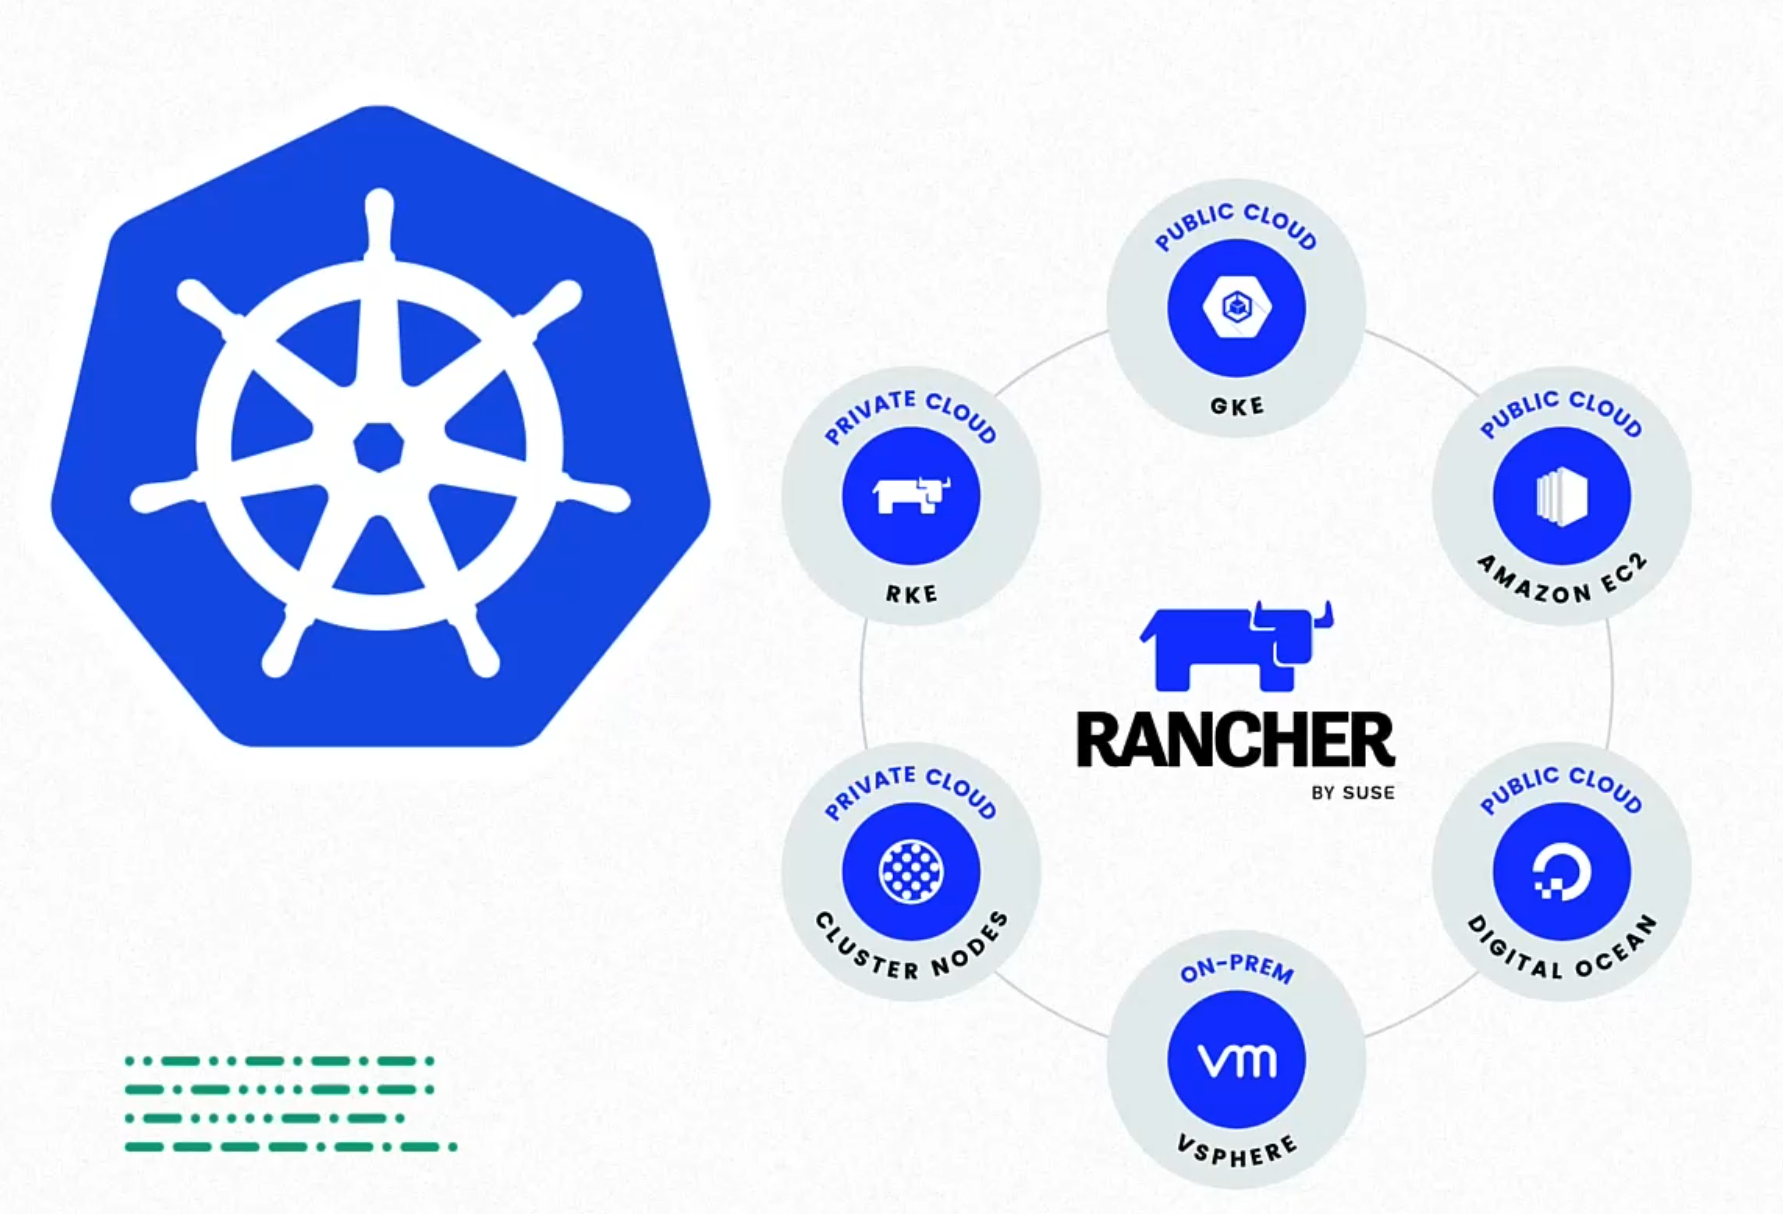 PUBLIC CLOUD
GKE
PRIVATE CLOUD
RKE
PUBLIC CLOUD
AMAZON EC2
RANCHER
BY SUSE
PRIVATE CLOUD
CLUSTER NODES
PUBLIC CLOUD
DIGITAL OCEAN
ON-PREM
vm
VSPHERE